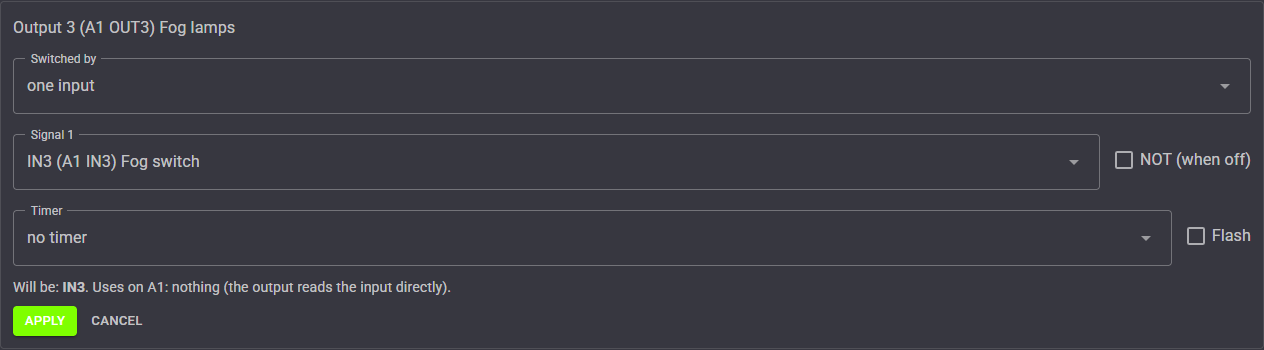 Output 3 (A1 OUT3) Fog lamps
Switched by
one input
Signal 1
IN3 (A1 IN3) Fog switch
NOT (when off)
Timer
no timer
Flash
Will be: IN3. Uses on A1: nothing (the output reads the input directly).
APPLY CANCEL